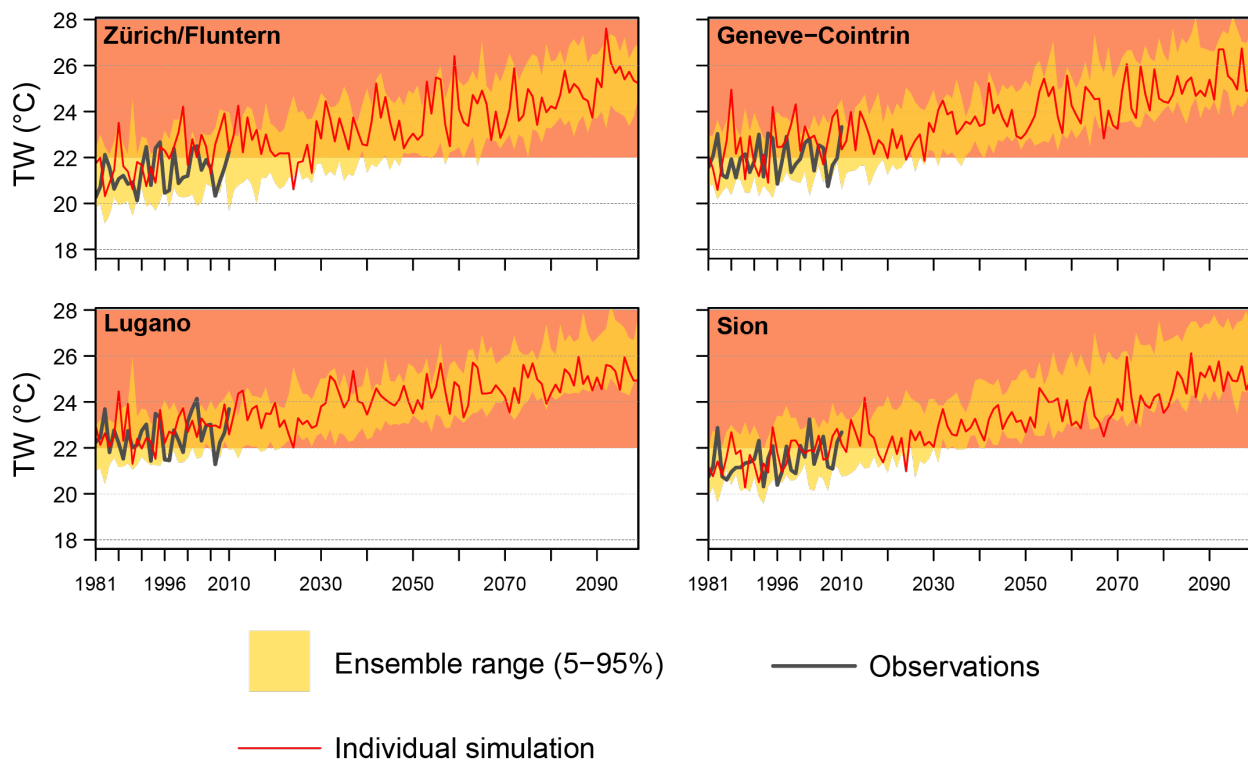 Zürich/Fluntern
Geneve−Cointrin
TW (°C)
28
26
24
22
20
18
Lugano
Sion
TW (°C)
28
26
24
22
20
18
1981 1996 2010 2030 2050 2070 2090
1981 1996 2010 2030 2050 2070 2090
Ensemble range (5−95%)
Observations
Individual simulation